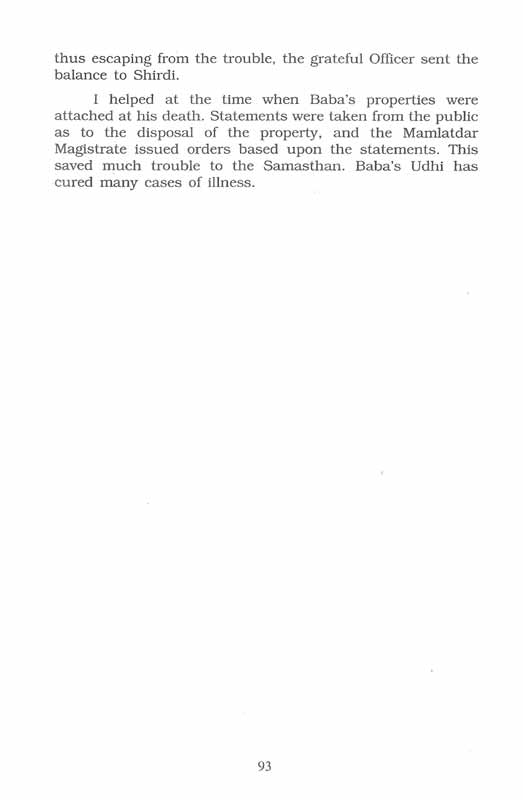 thus escaping from the trouble, the grateful Officer sent the
balance to Shirdi.
I helped at the time when Baba's properties were
attached at his death. Statements were taken from the public
as to the disposal of the property, and the Mamlatdar
Magistrate issued orders based upon the statements. This
saved much trouble to the Samasthan. Baba's Udhi has
cured many cases of illness.
93